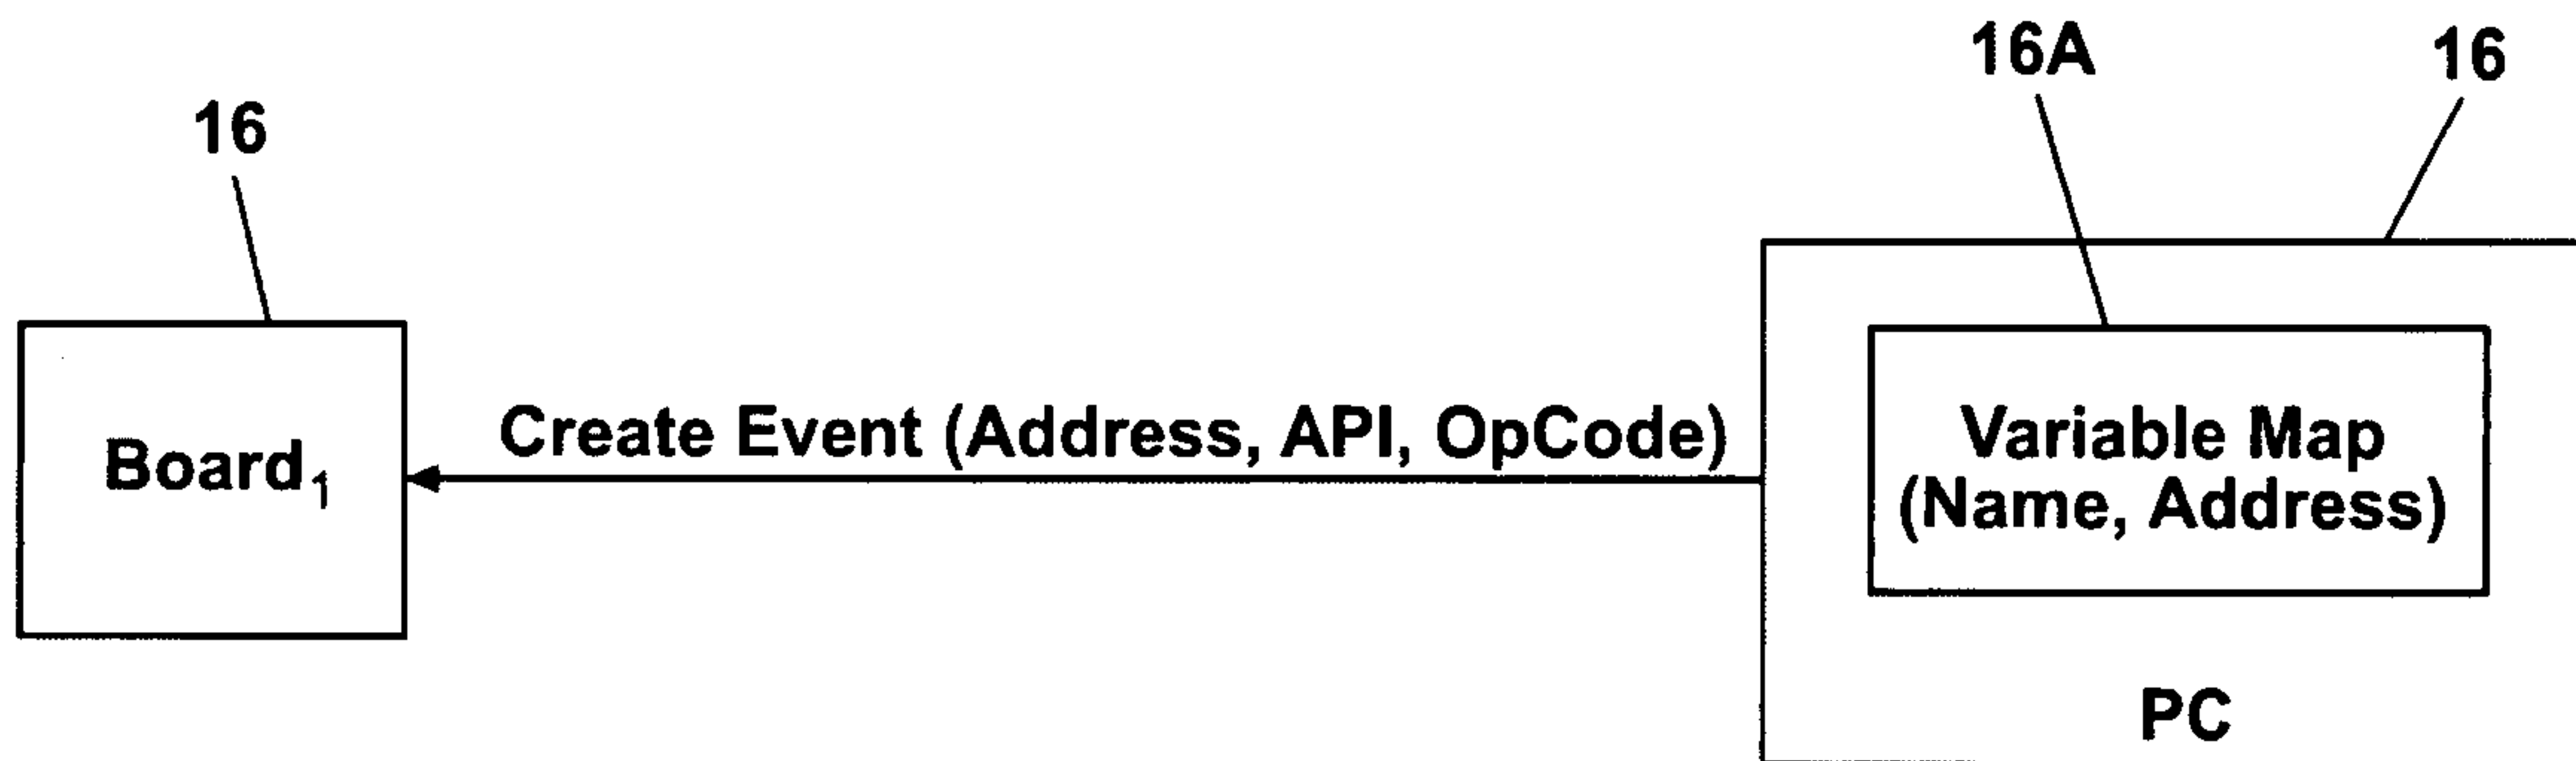 16A
16
16
Board₁
Create Event (Address, API, OpCode)
Variable Map
(Name, Address)
PC